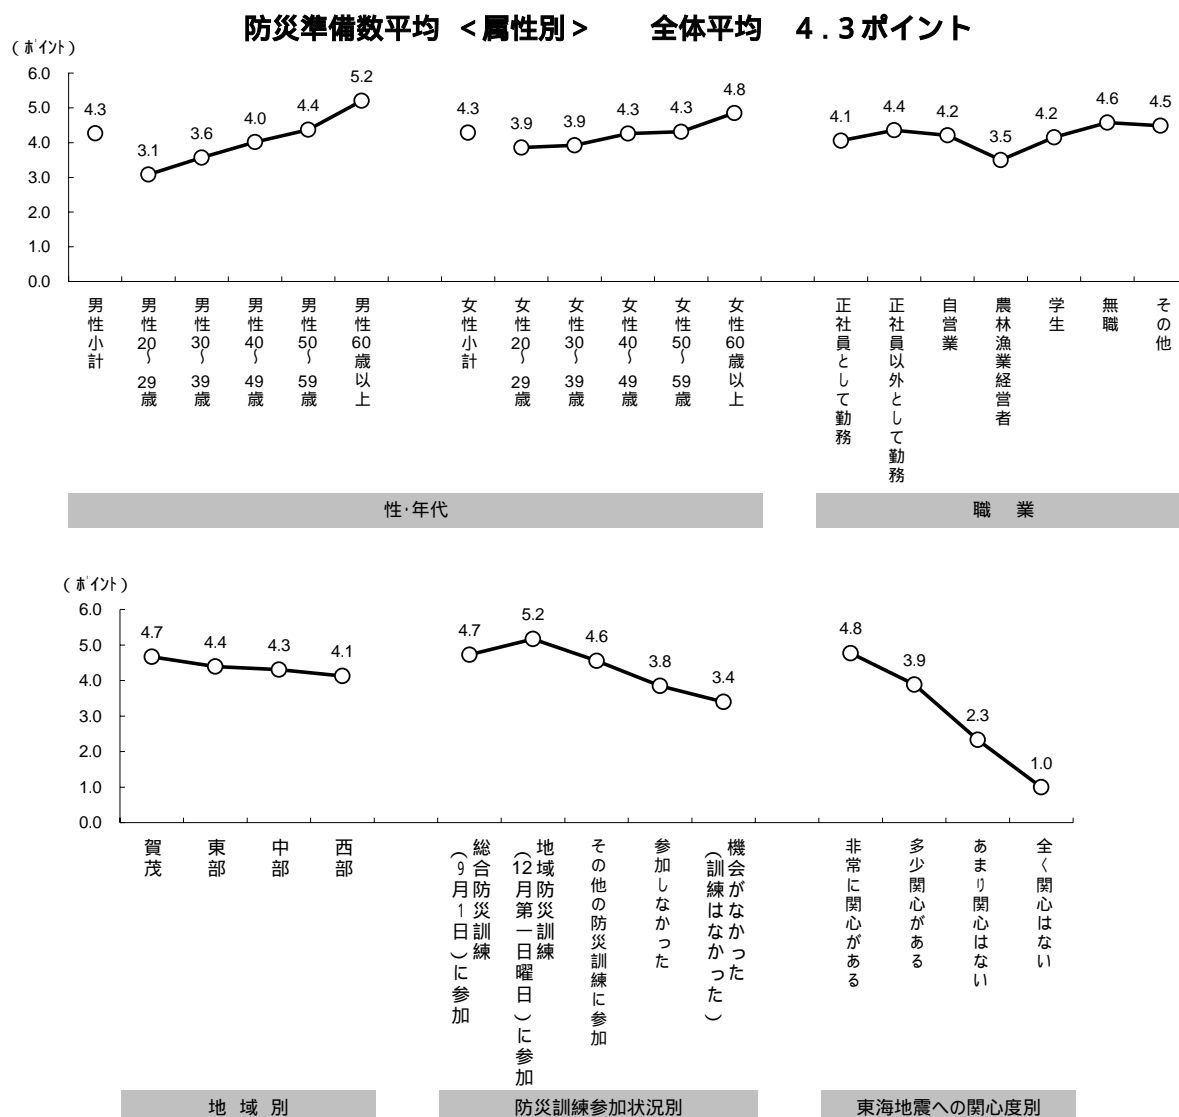 防災準備数平均 ＜属性別＞ 全体平均 ４．３ポイント
（ポイント）
6.0
5.0
4.0
3.0
2.0
1.0
0.0
4.3
3.1
3.6
4.0
4.4
5.2
4.3
3.9
3.9
4.3
4.3
4.8
4.1
4.4
4.2
3.5
4.2
4.6
4.5
男性小計
男性20～29歳
男性30～39歳
男性40～49歳
男性50～59歳
男性60歳以上
女性小計
女性20～29歳
女性30～39歳
女性40～49歳
女性50～59歳
女性60歳以上
正社員として勤務
正社員以外として勤務
自営業
農林漁業経営者
学生
無職
その他
性・年代
職 業
（ポイント）
6.0
5.0
4.0
3.0
2.0
1.0
0.0
4.7
4.4
4.3
4.1
4.7
5.2
4.6
3.8
3.4
4.8
3.9
2.3
1.0
賀茂
東部
中部
西部
総合防災訓練
（9月1日）に参加
地域防災訓練
（12月第一日曜日）に参加
その他の防災訓練に参加
参加しなかった
機会がなかった
（訓練はなかった）
非常に関心がある
多少関心がある
あまり関心はない
全く関心はない
地 域 別
防災訓練参加状況別
東海地震への関心度別